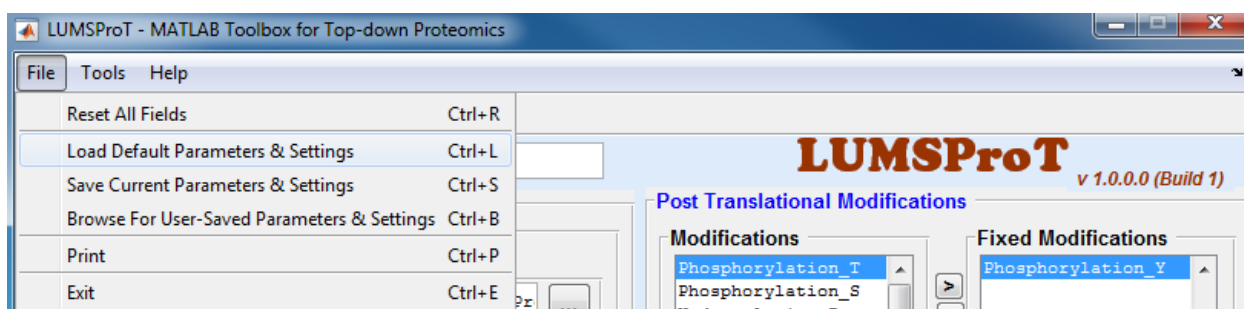 LUMSProT - MATLAB Toolbox for Top-down Proteomics
File Tools Help
Reset All Fields Ctrl+R
Load Default Parameters & Settings Ctrl+L
Save Current Parameters & Settings Ctrl+S
Browse For User-Saved Parameters & Settings Ctrl+B
Print Ctrl+P
Exit Ctrl+E
LUMSProT
v 1.0.0.0 (Build 1)
Post Translational Modifications
Modifications
Phosphorylation_T
Phosphorylation_S
>
Fixed Modifications
Phosphorylation_Y
...